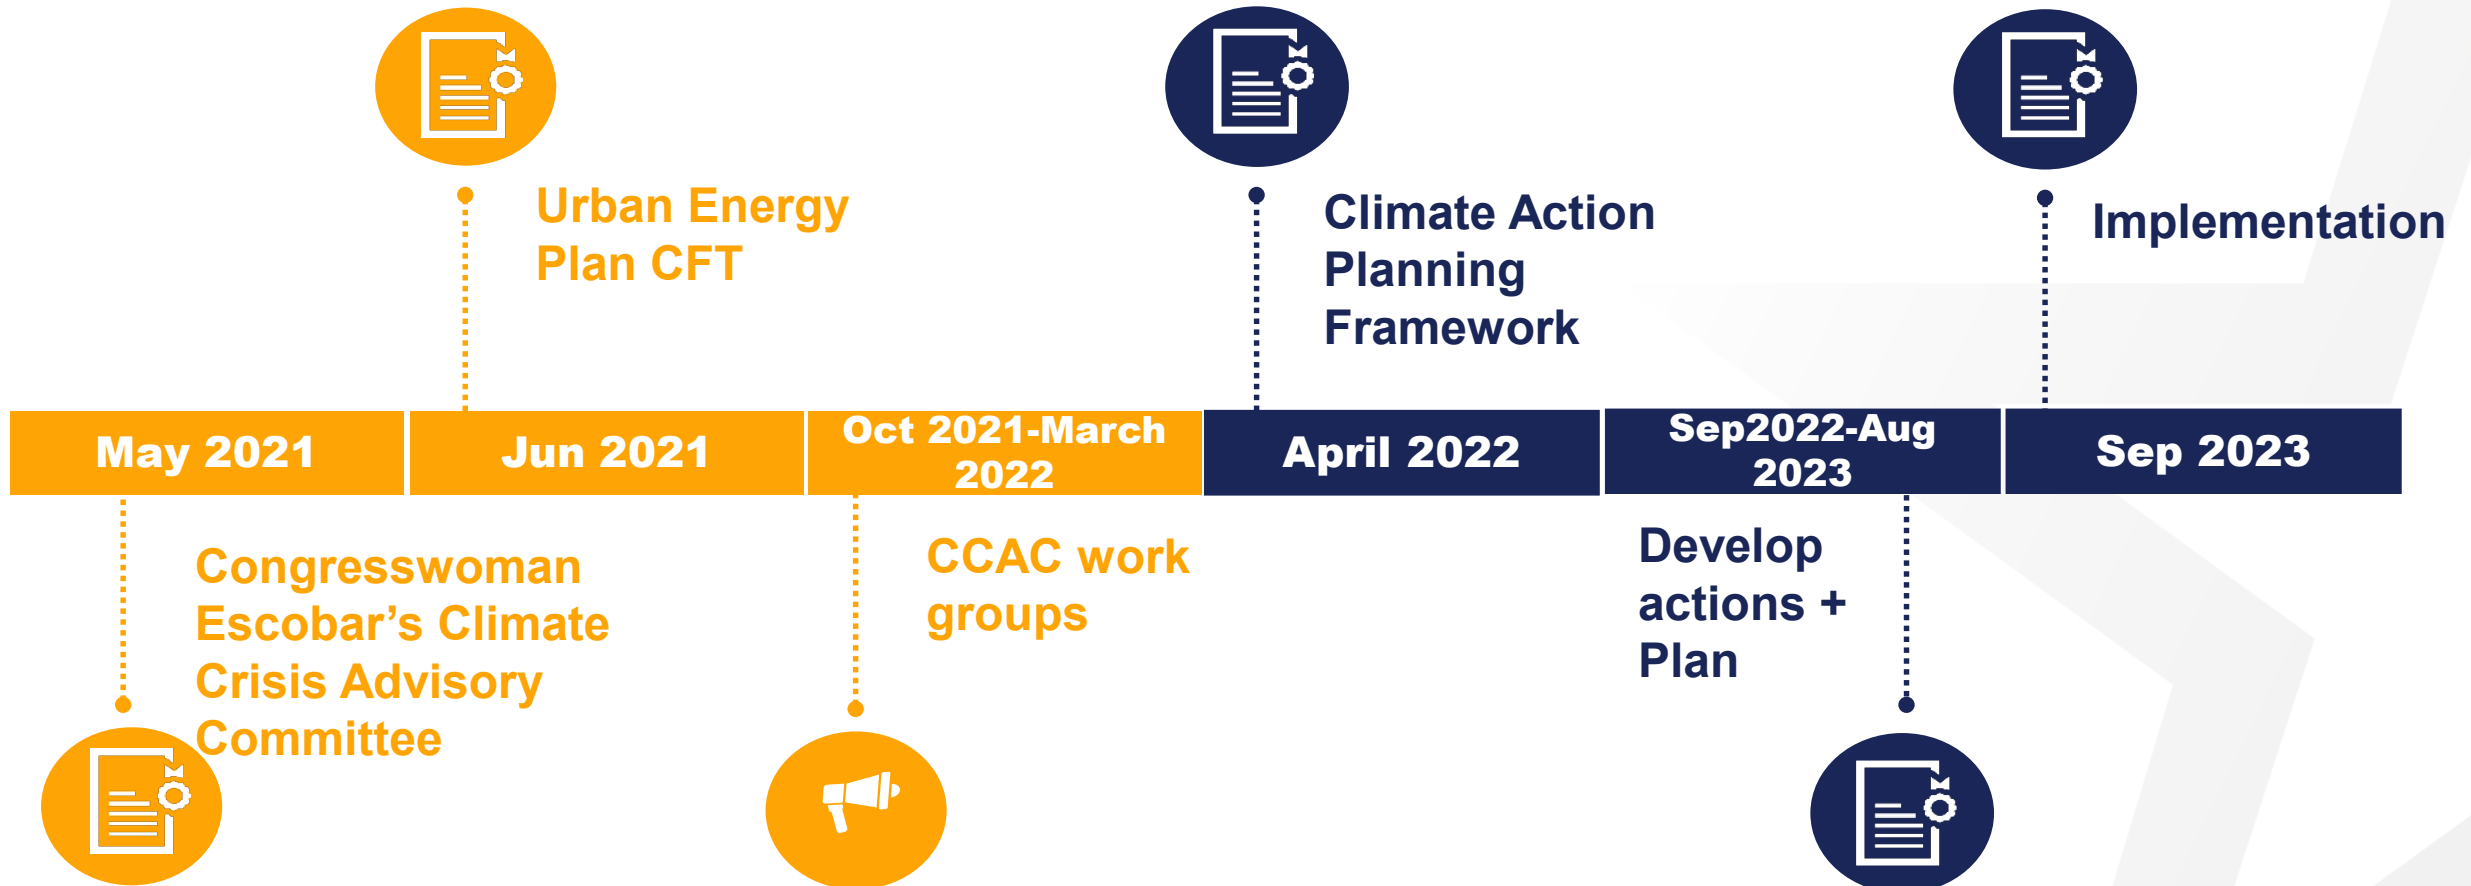 Urban Energy
Plan CFT
Climate Action
Planning
Framework
Implementation
May 2021
Jun 2021
Oct 2021-March
2022
April 2022
Sep2022-Aug
2023
Sep 2023
Congresswoman
Escobar’s Climate
Crisis Advisory
Committee
CCAC work
groups
Develop
actions +
Plan